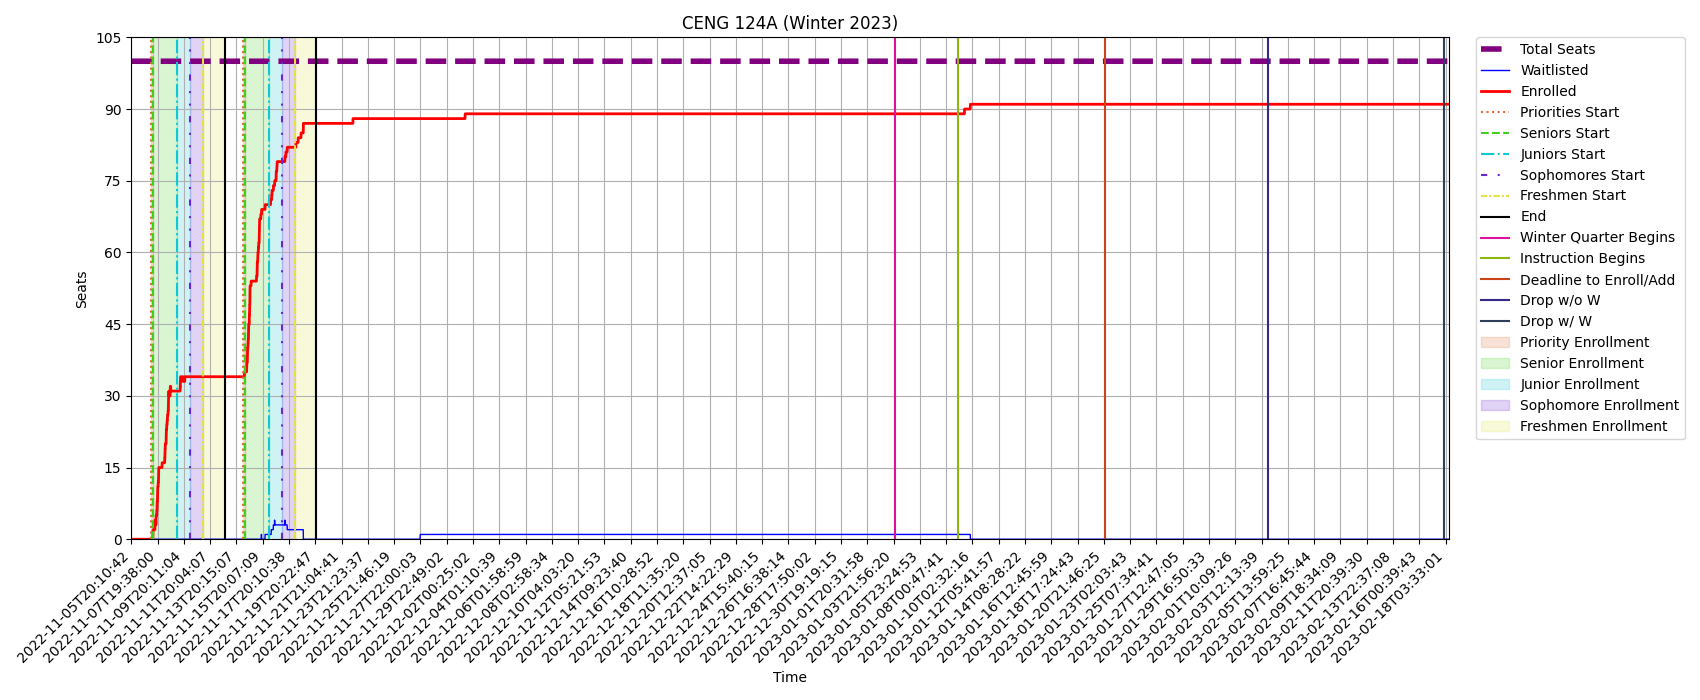 CENG 124A (Winter 2023)
105
90
75
60
45
30
15
0
Seats
2022-11-05T20:10:42
2022-11-07T19:38:00
2022-11-09T20:11:04
2022-11-11T20:04:07
2022-11-13T20:15:07
2022-11-15T20:07:09
2022-11-17T20:10:38
2022-11-19T20:22:47
2022-11-21T21:04:41
2022-11-23T21:23:37
2022-11-25T21:46:19
2022-11-27T22:00:03
2022-11-29T22:49:02
2022-12-02T00:25:02
2022-12-04T01:10:39
2022-12-06T01:58:59
2022-12-08T02:58:34
2022-12-10T04:03:20
2022-12-12T05:21:53
2022-12-14T09:23:40
2022-12-16T10:28:52
2022-12-18T11:35:20
2022-12-20T12:37:05
2022-12-22T14:22:29
2022-12-24T15:40:15
2022-12-26T16:38:14
2022-12-28T17:50:02
2022-12-30T19:19:15
2023-01-01T20:31:58
2023-01-03T21:56:20
2023-01-05T23:24:53
2023-01-08T00:47:41
2023-01-10T02:32:16
2023-01-12T05:41:57
2023-01-14T08:28:22
2023-01-16T12:45:59
2023-01-18T17:24:43
2023-01-20T21:46:25
2023-01-23T02:03:43
2023-01-25T07:34:41
2023-01-27T12:47:05
2023-01-29T16:50:33
2023-02-01T10:09:26
2023-02-03T12:13:39
2023-02-05T13:59:25
2023-02-07T16:45:44
2023-02-09T18:34:09
2023-02-11T20:39:30
2023-02-13T22:37:08
2023-02-16T00:39:43
2023-02-18T03:33:01
Time
Total Seats
Waitlisted
Enrolled
Priorities Start
Seniors Start
Juniors Start
Sophomores Start
Freshmen Start
End
Winter Quarter Begins
Instruction Begins
Deadline to Enroll/Add
Drop w/o W
Drop w/ W
Priority Enrollment
Senior Enrollment
Junior Enrollment
Sophomore Enrollment
Freshmen Enrollment